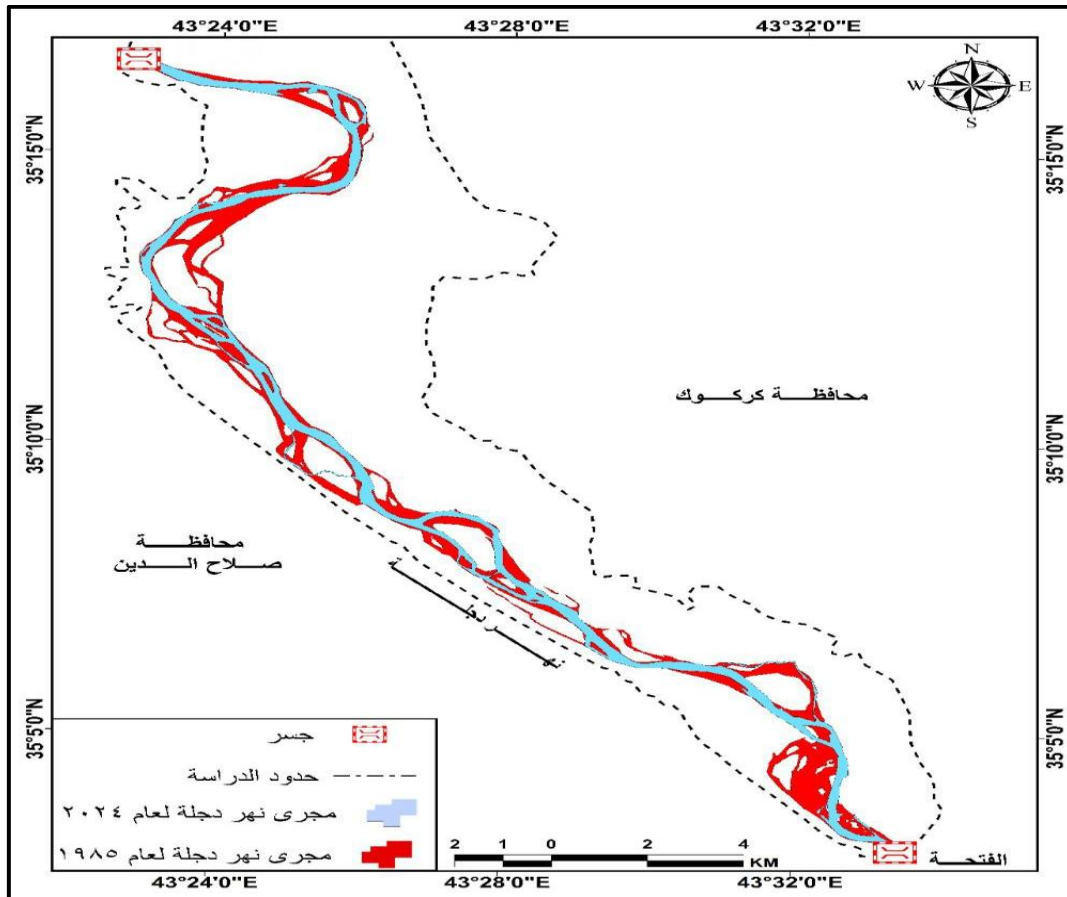 43°24'0"E 43°28'0"E 43°32'0"E
N
W E
S
35°15'0"N 35°15'0"N
محافظـــة كركـــوك
35°10'0"N 35°10'0"N
محافظـــة
صـــلاح الـــدين
نهـــر دجلـــة
35°5'0"N 35°5'0"N
جسر
حدود الدراسة
مجرى نهر دجلة لعام ٢٠٢٤
مجرى نهر دجلة لعام ١٩٨٥
2 1 0 2 4
KM
الفتحـــة
43°24'0"E 43°28'0"E 43°32'0"E